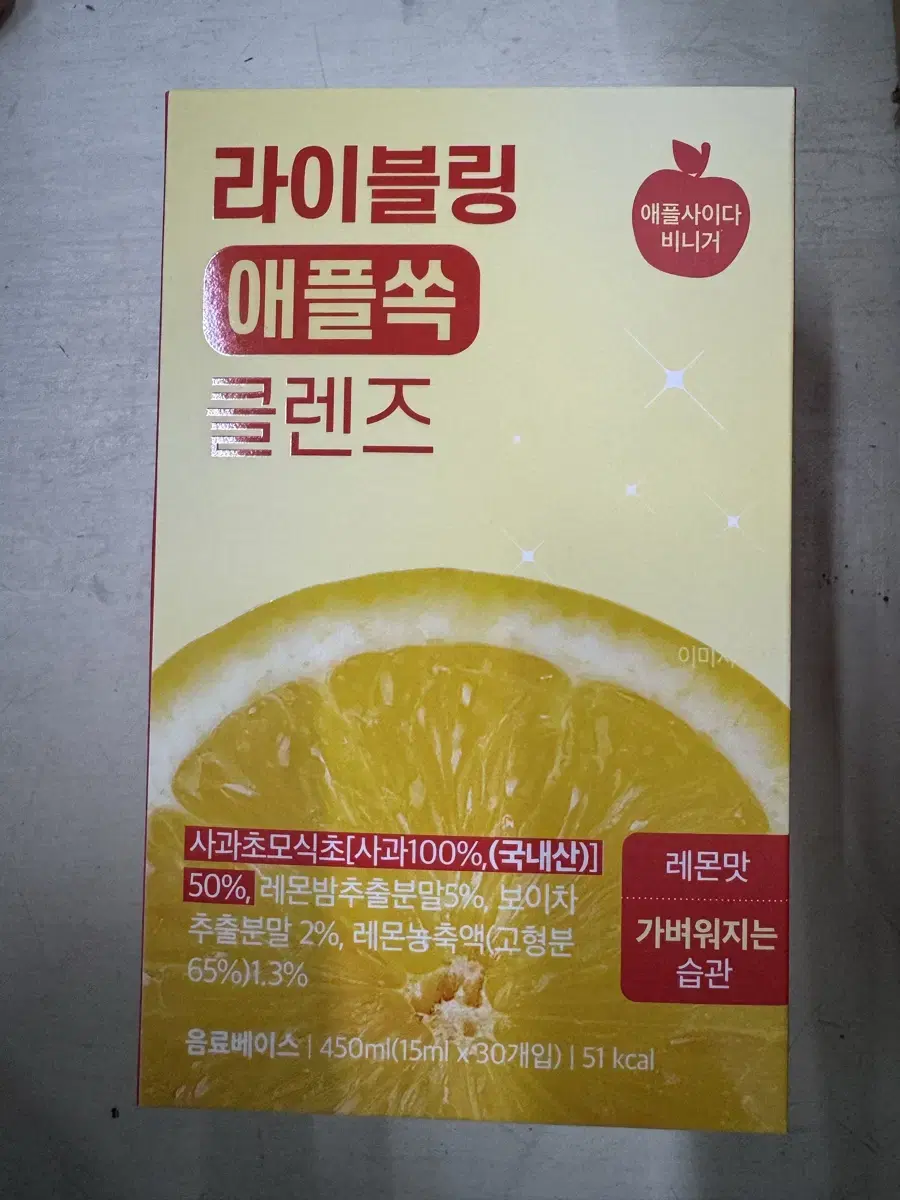 라이블링
애플쏙
클렌즈
애플사이다
비니거
사과초모식초[사과100%,(국내산)]
50%, 레몬밤추출분말5%, 보이차
추출분말 2%, 레몬농축액(고형분
65%)1.3%
레몬맛
가벼워지는
습관
음료베이스 | 450ml(15ml x 30개입) | 51 kcal